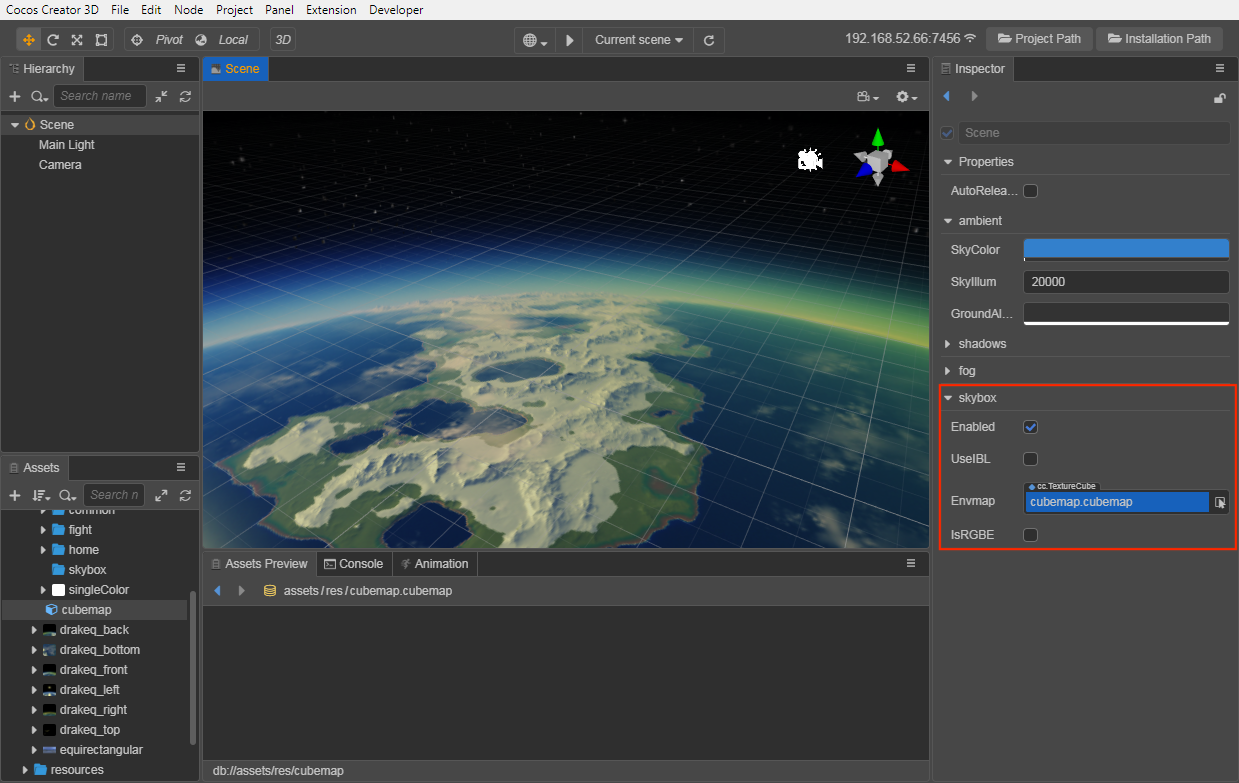 Cocos Creator 3D File Edit Node Project Panel Extension Developer
Pivot Local 3D Current scene 192.168.52.66:7456 Project Path Installation Path
Hierarchy
Search name
Scene
Main Light
Camera
Assets
Search n
common
fight
home
skybox
singleColor
cubemap
drakeq_back
drakeq_bottom
drakeq_front
drakeq_left
drakeq_right
drakeq_top
equirectangular
resources
Scene
Assets Preview Console Animation
assets / res / cubemap.cubemap
db://assets/res/cubemap
Inspector
Scene
Properties
AutoRelea...
ambient
SkyColor
SkyIllum 20000
GroundAl...
shadows
fog
skybox
Enabled
UseIBL
cc.TextureCube
Envmap cubemap.cubemap
IsRGBE